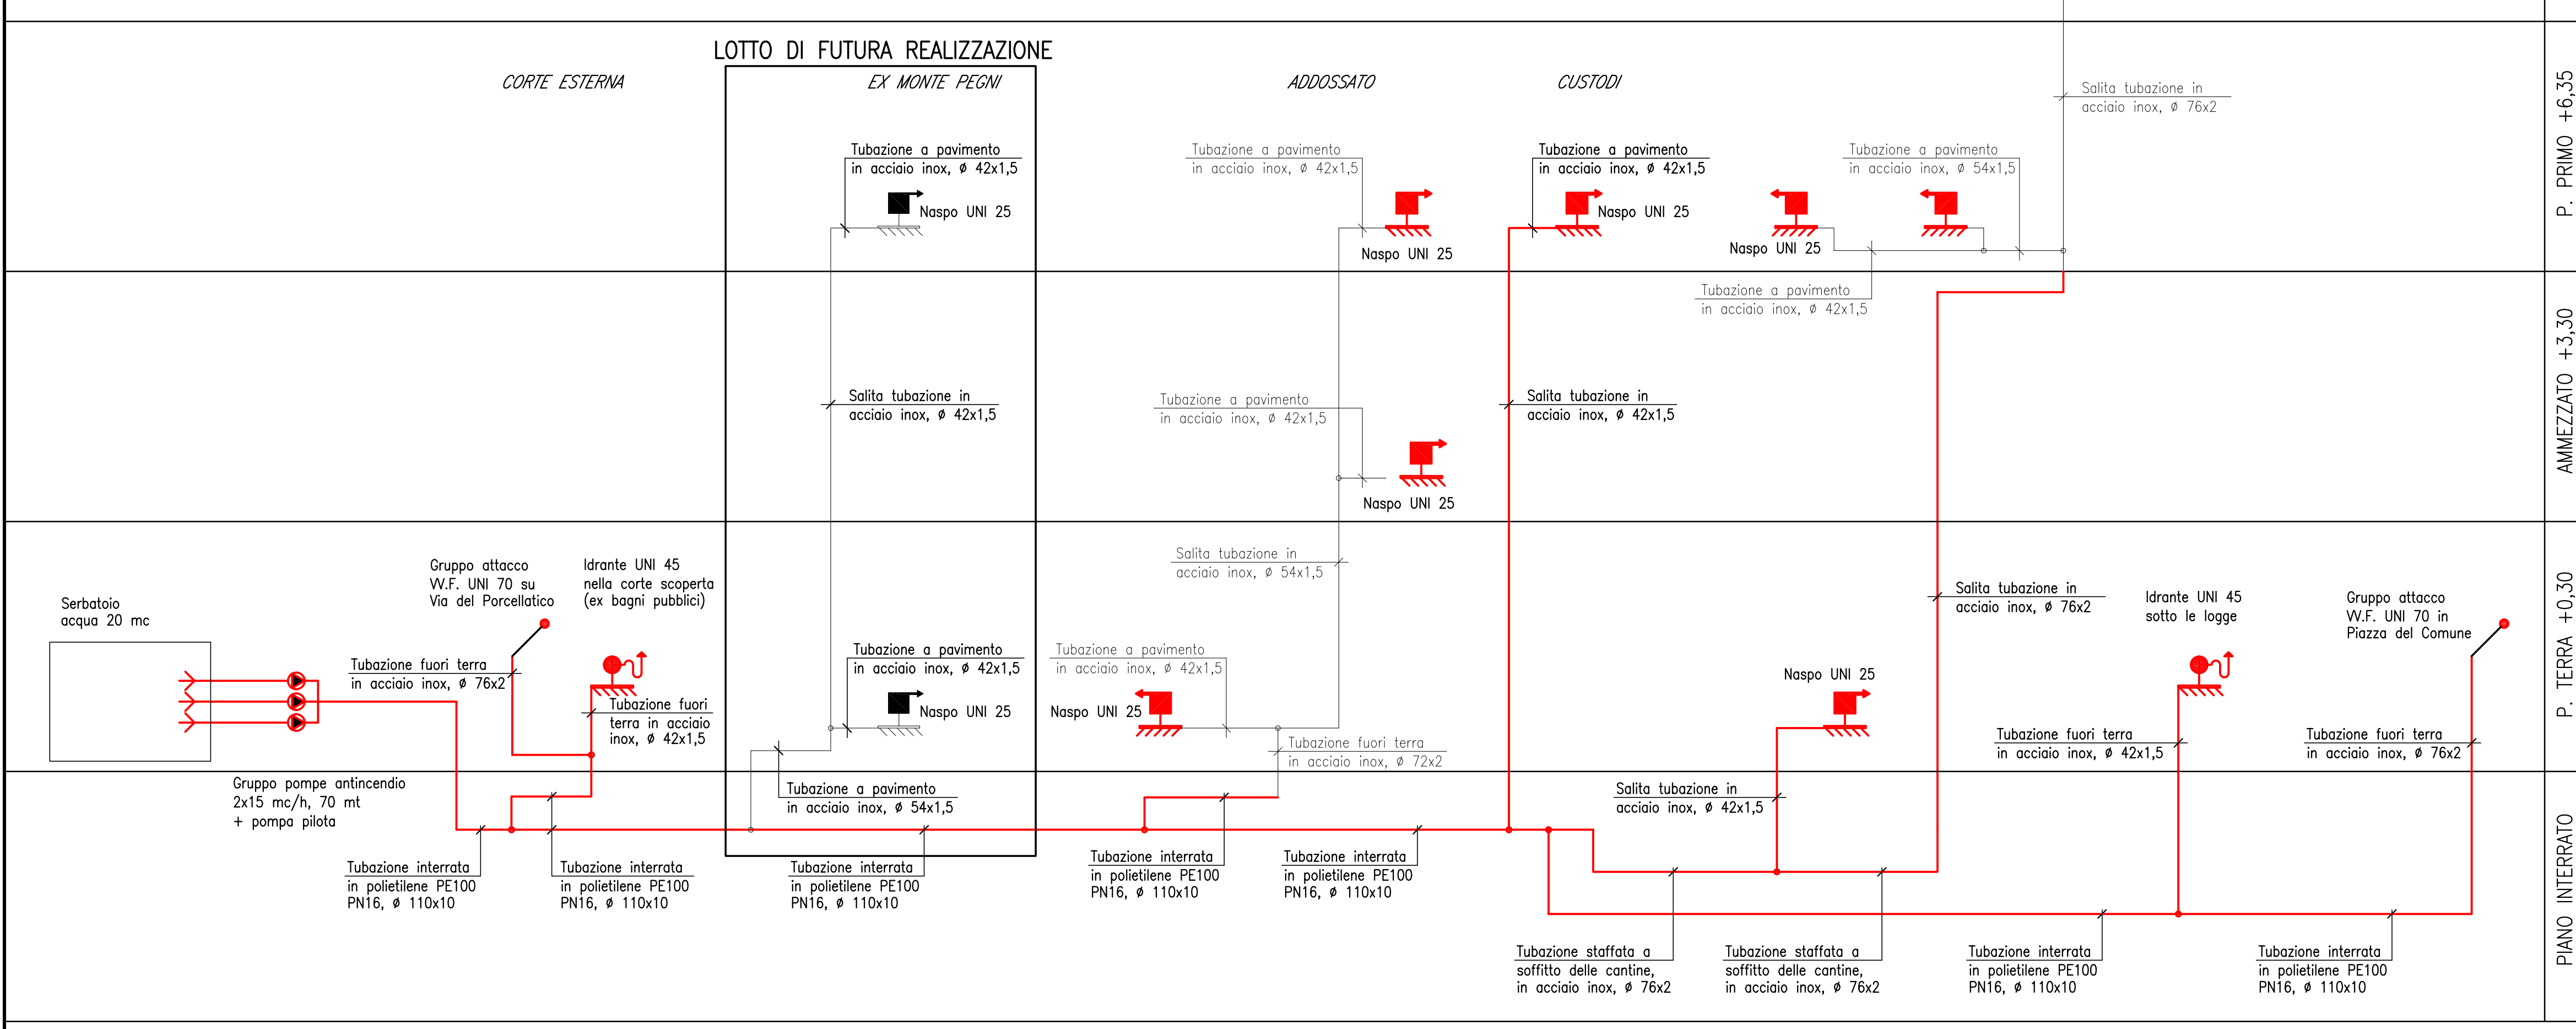 LOTTO DI FUTURA REALIZZAZIONE
CORTE ESTERNA
EX MONTE PEGNI
ADDOSSATO
CUSTODI
Salita tubazione in
acciaio inox, ø 76x2
P. PRIMO +6,35
Tubazione a pavimento
in acciaio inox, ø 42x1,5
Naspo UNI 25
Tubazione a pavimento
in acciaio inox, ø 42x1,5
Naspo UNI 25
Tubazione a pavimento
in acciaio inox, ø 42x1,5
Naspo UNI 25
Tubazione a pavimento
in acciaio inox, ø 54x1,5
Naspo UNI 25
Tubazione a pavimento
in acciaio inox, ø 42x1,5
AMMEZZATO +3,30
Salita tubazione in
acciaio inox, ø 42x1,5
Tubazione a pavimento
in acciaio inox, ø 42x1,5
Naspo UNI 25
Salita tubazione in
acciaio inox, ø 42x1,5
P. TERRA +0,30
Serbatoio
acqua 20 mc
Gruppo attacco
VV.F. UNI 70 su
Via del Porcellatico
Idrante UNI 45
nella corte scoperta
(ex bagni pubblici)
Tubazione fuori terra
in acciaio inox, ø 76x2
Tubazione fuori
terra in acciaio
inox, ø 42x1,5
Tubazione a pavimento
in acciaio inox, ø 42x1,5
Naspo UNI 25
Salita tubazione in
acciaio inox, ø 54x1,5
Tubazione a pavimento
in acciaio inox, ø 42x1,5
Naspo UNI 25
Tubazione fuori terra
in acciaio inox, ø 72x2
Naspo UNI 25
Salita tubazione in
acciaio inox, ø 76x2
Idrante UNI 45
sotto le logge
Gruppo attacco
VV.F. UNI 70 in
Piazza del Comune
Tubazione fuori terra
in acciaio inox, ø 42x1,5
Tubazione fuori terra
in acciaio inox, ø 76x2
PIANO INTERRATO
Gruppo pompe antincendio
2x15 mc/h, 70 mt
+ pompa pilota
Tubazione a pavimento
in acciaio inox, ø 54x1,5
Salita tubazione in
acciaio inox, ø 42x1,5
Tubazione interrata
in polietilene PE100
PN16, ø 110x10
Tubazione interrata
in polietilene PE100
PN16, ø 110x10
Tubazione interrata
in polietilene PE100
PN16, ø 110x10
Tubazione interrata
in polietilene PE100
PN16, ø 110x10
Tubazione interrata
in polietilene PE100
PN16, ø 110x10
Tubazione staffata a
soffitto delle cantine,
in acciaio inox, ø 76x2
Tubazione staffata a
soffitto delle cantine,
in acciaio inox, ø 76x2
Tubazione interrata
in polietilene PE100
PN16, ø 110x10
Tubazione interrata
in polietilene PE100
PN16, ø 110x10